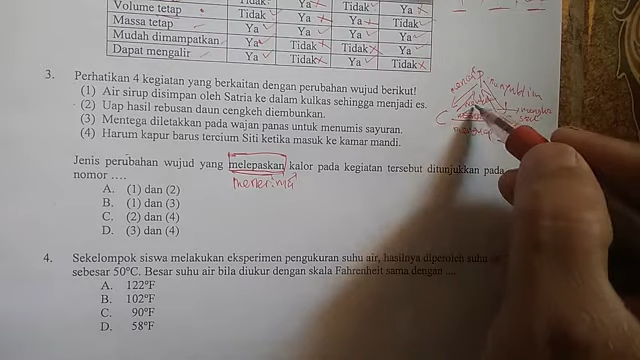 Tidak Ya Tidak Ya
Volume tetap Tidak Ya Ya Tidak
Massa tetap Ya Ya Ya Ya
Mudah dimampatkan Ya Tidak Tidak Ya
Dapat mengalir Ya Tidak Ya Tidak
3. Perhatikan 4 kegiatan yang berkaitan dengan perubahan wujud berikut!
(1) Air sirup disimpan oleh Satria ke dalam kulkas sehingga menjadi es.
(2) Uap hasil rebusan daun cengkeh diembunkan.
(3) Mentega diletakkan pada wajan panas untuk menumis sayuran.
(4) Harum kapur barus tercium Siti ketika masuk ke kamar mandi.
Jenis perubahan wujud yang melepaskan kalor pada kegiatan tersebut ditunjukkan pada
menerima
nomor ....
A. (1) dan (2)
B. (1) dan (3)
C. (2) dan (4)
D. (3) dan (4)
4. Sekelompok siswa melakukan eksperimen pengukuran suhu air, hasilnya diperoleh suhu
sebesar 50°C. Besar suhu air bila diukur dengan skala Fahrenheit sama dengan ....
A. 122°F
B. 102°F
C. 90°F
D. 58°F